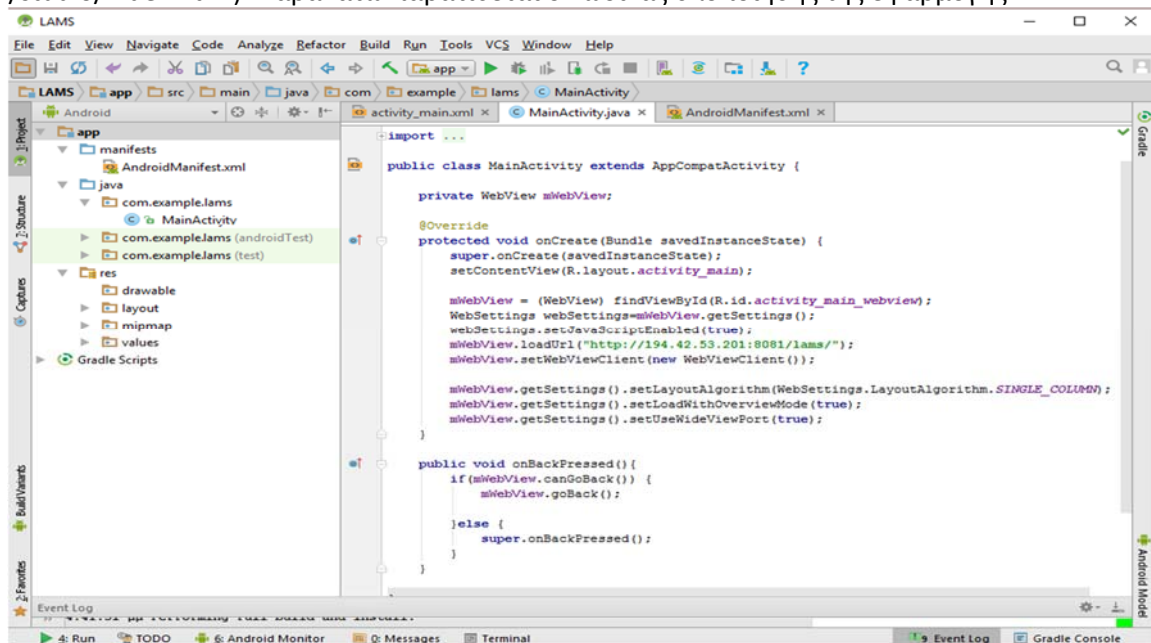 LAMS
File Edit View Navigate Code Analyze Refactor Build Run Tools VCS Window Help
app
LAMS app src main java com example lams MainActivity
Android
activity_main.xml × MainActivity.java × AndroidManifest.xml ×
1: Project
7: Structure
Captures
Build Variants
2: Favorites
app
manifests
AndroidManifest.xml
java
com.example.lams
MainActivity
com.example.lams (androidTest)
com.example.lams (test)
res
drawable
layout
mipmap
values
Gradle Scripts
import ...
public class MainActivity extends AppCompatActivity {
private WebView mWebView;
@Override
protected void onCreate(Bundle savedInstanceState) {
super.onCreate(savedInstanceState);
setContentView(R.layout.activity_main);
mWebView = (WebView) findViewById(R.id.activity_main_webview);
WebSettings webSettings=mWebView.getSettings();
webSettings.setJavaScriptEnabled(true);
mWebView.loadUrl("http://194.42.53.201:8081/lams/");
mWebView.setWebViewClient(new WebViewClient());
mWebView.getSettings().setLayoutAlgorithm(WebSettings.LayoutAlgorithm.SINGLE_COLUMN);
mWebView.getSettings().setLoadWithOverviewMode(true);
mWebView.getSettings().setUseWideViewPort(true);
}
public void onBackPressed(){
if(mWebView.canGoBack()) {
mWebView.goBack();
}else {
super.onBackPressed();
}
}
Gradle
Android Model
Event Log
4: Run TODO 6: Android Monitor 0: Messages Terminal 9 Event Log Gradle Console